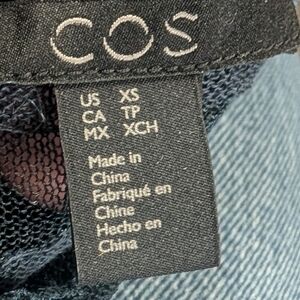 COS
US XS
CA TP
MX XCH
Made in
China
Fabriqué en
Chine
Hecho en
China